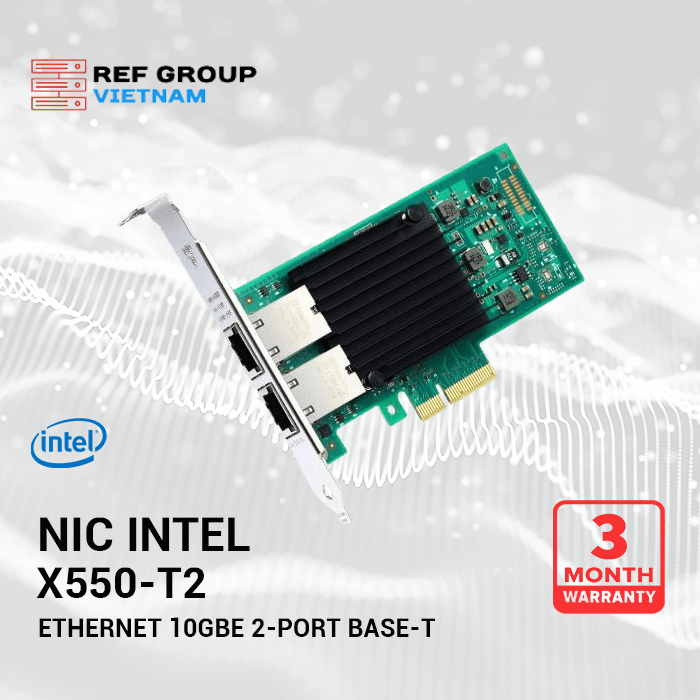 REF GROUP
VIETNAM
intel
NIC INTEL
X550-T2
ETHERNET 10GBE 2-PORT BASE-T
3
MONTH
WARRANTY